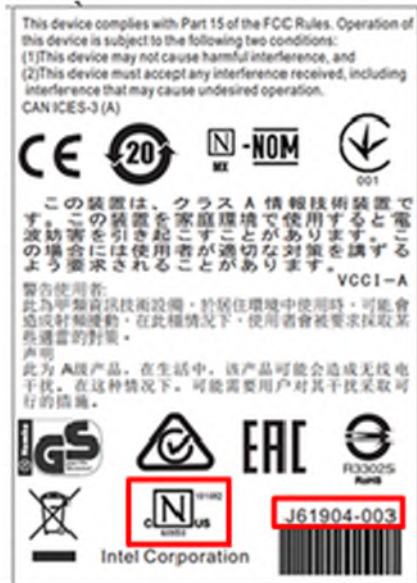 This device complies with Part 15 of the FCC Rules. Operation of
this device is subject to the following two conditions:
(1)This device may not cause harmful interference, and
(2)This device must accept any interference received, including
interference that may cause undesired operation.
CAN ICES-3 (A)
CE 20 N -NOM
MX 001
この装置は、クラスA情報技術装置で
す。この装置を家庭環境で使用すると電
波妨害を引き起こすことがあります。こ
の場合には使用者が適切な対策を講ずる
よう要求されることがあります。
VCCI-A
警告使用者:
此為甲類資訊技術設備，於居住環境中使用時，可能會
造成射頻擾動，在此種情況下，使用者會被要求採取某
些適當的對策。
声明
此为 A级产品，在生活中，该产品可能会造成无线电
干扰。在这种情况下，可能需要用户对其干扰采取可
行的措施。
GS EAC R3302S
RoHS
C N US
J61904-003
Intel Corporation